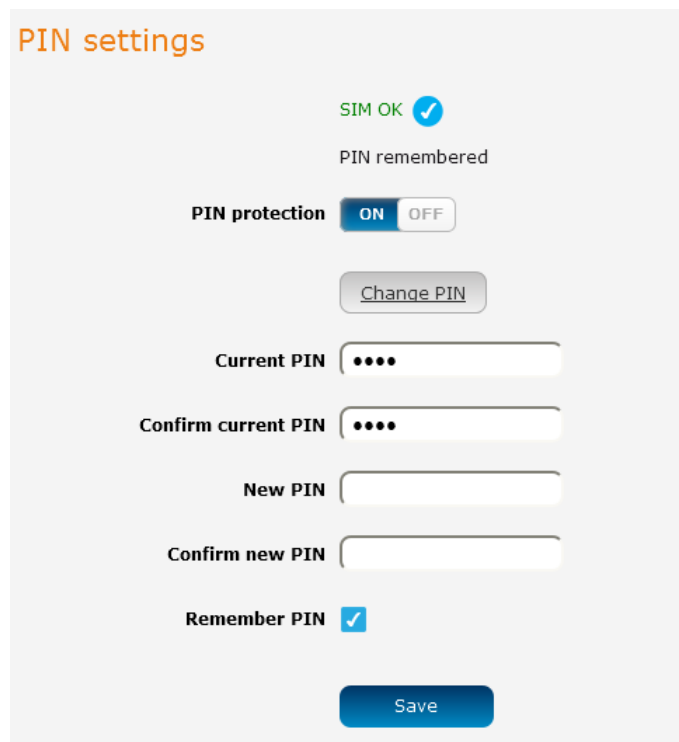 PIN settings
SIM OK
PIN remembered
PIN protection ON OFF
Change PIN
Current PIN ••••
Confirm current PIN ••••
New PIN
Confirm new PIN
Remember PIN
Save